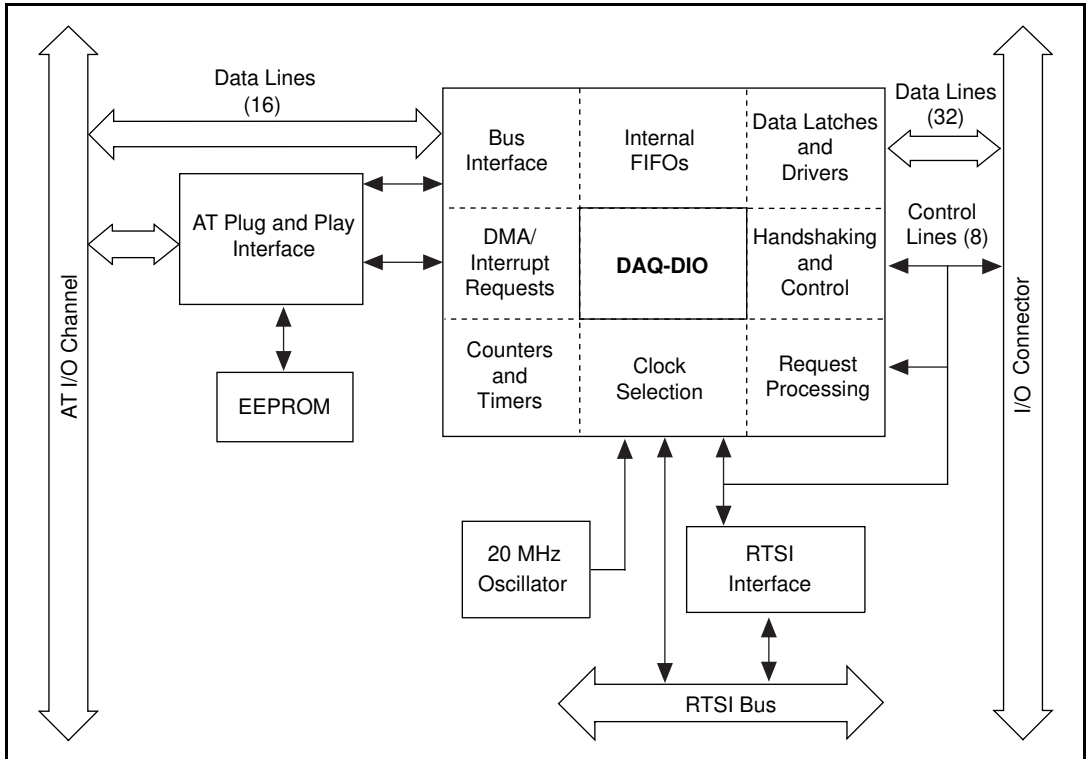 Data Lines
(16)
Data Lines
(32)
Bus
Interface
Internal
FIFOs
Data Latches
and
Drivers
AT Plug and Play
Interface
DMA/
Interrupt
Requests
DAQ-DIO
Handshaking
and
Control
Control
Lines (8)
AT I/O Channel
I/O Connector
EEPROM
Counters
and
Timers
Clock
Selection
Request
Processing
20 MHz
Oscillator
RTSI
Interface
RTSI Bus